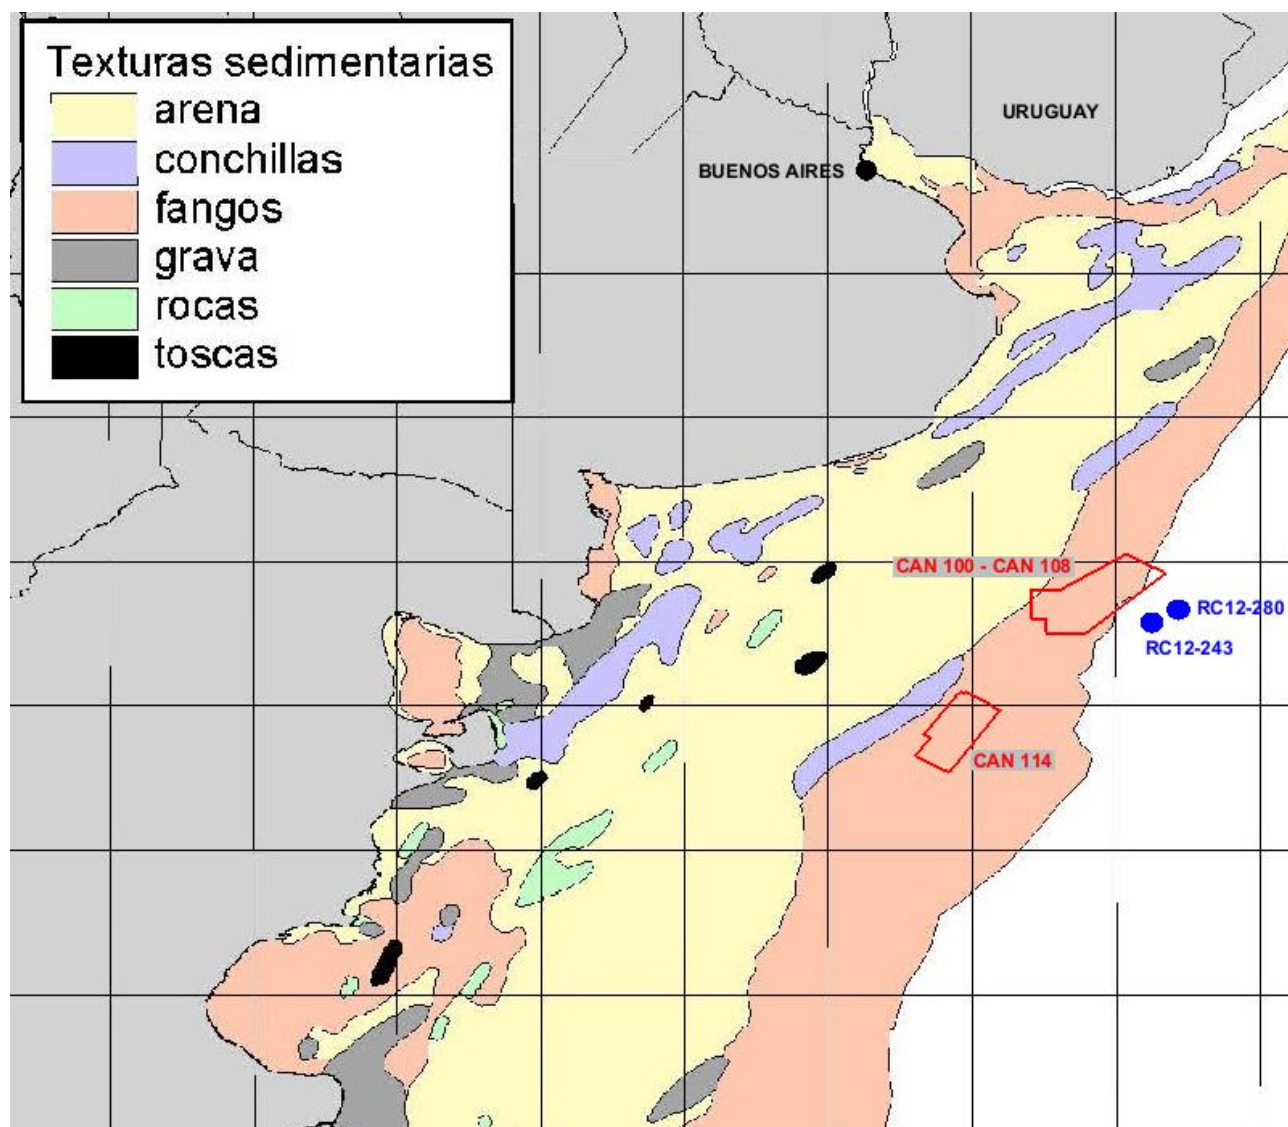 Texturas sedimentarias
arena
conchillas
fangos
grava
rocas
toscas
URUGUAY
BUENOS AIRES
CAN 100 - CAN 108
RC12-280
RC12-243
CAN 114